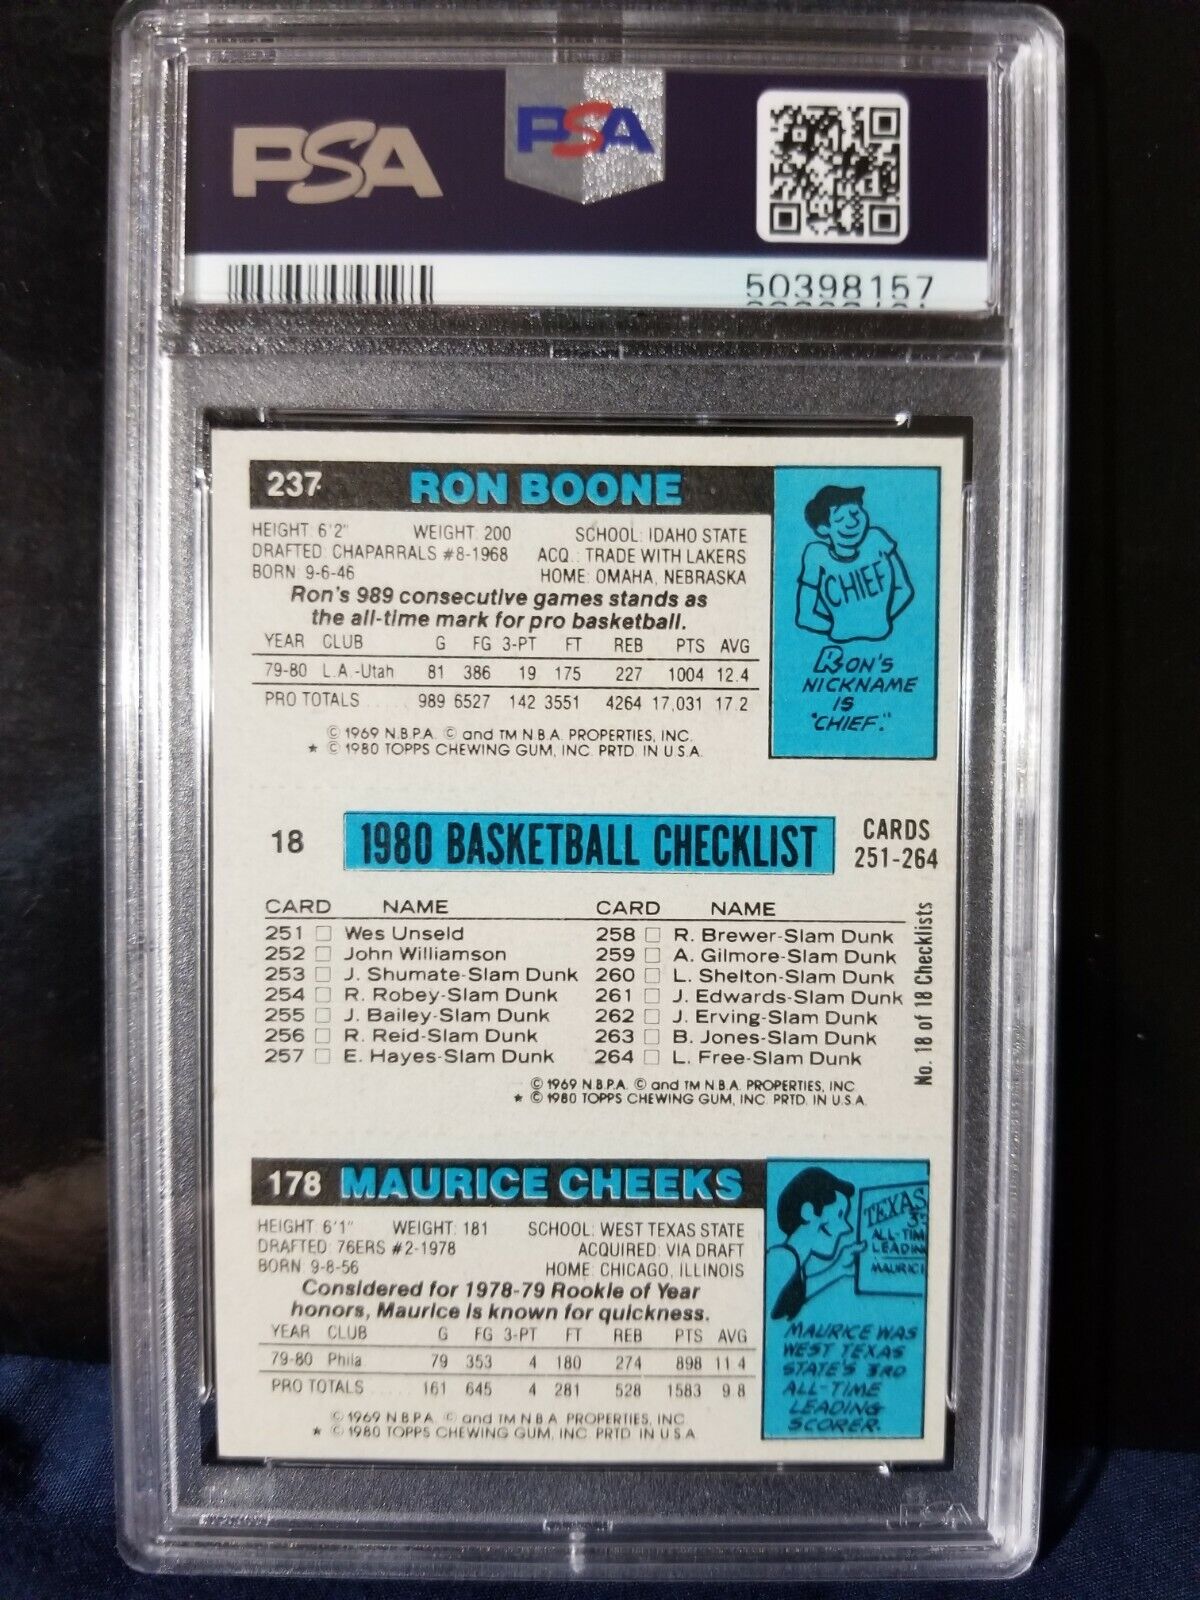 PSA
PSA
50398157
237 RON BOONE
HEIGHT: 6'2" WEIGHT: 200 SCHOOL: IDAHO STATE
DRAFTED: CHAPARRALS #8-1968 ACQ.: TRADE WITH LAKERS
BORN: 9-6-46 HOME: OMAHA, NEBRASKA
Ron's 989 consecutive games stands as
the all-time mark for pro basketball.
YEAR CLUB G FG 3-PT FT REB PTS AVG
79-80 L.A.-Utah 81 386 19 175 227 1004 12.4
PRO TOTALS ..... 989 6527 142 3551 4264 17,031 17.2
© 1969 N.B.P.A. © and TM N.B.A. PROPERTIES, INC.
* © 1980 TOPPS CHEWING GUM, INC. PRTD. IN U.S.A.
CHIEF
RON'S
NICKNAME
IS
"CHIEF."
18 1980 BASKETBALL CHECKLIST CARDS
251-264
CARD NAME CARD NAME
251 □ Wes Unseld 258 □ R. Brewer-Slam Dunk
252 □ John Williamson 259 □ A. Gilmore-Slam Dunk
253 □ J. Shumate-Slam Dunk 260 □ L. Shelton-Slam Dunk
254 □ R. Robey-Slam Dunk 261 □ J. Edwards-Slam Dunk
255 □ J. Bailey-Slam Dunk 262 □ J. Erving-Slam Dunk
256 □ R. Reid-Slam Dunk 263 □ B. Jones-Slam Dunk
257 □ E. Hayes-Slam Dunk 264 □ L. Free-Slam Dunk
No. 18 of 18 Checklists
© 1969 N.B.P.A. © and TM N.B.A. PROPERTIES, INC.
* © 1980 TOPPS CHEWING GUM, INC. PRTD. IN U.S.A.
178 MAURICE CHEEKS
HEIGHT: 6'1" WEIGHT: 181 SCHOOL: WEST TEXAS STATE
DRAFTED: 76ERS #2-1978 ACQUIRED: VIA DRAFT
BORN: 9-8-56 HOME: CHICAGO, ILLINOIS
Considered for 1978-79 Rookie of Year
honors, Maurice is known for quickness.
YEAR CLUB G FG 3-PT FT REB PTS AVG
79-80 Phila. 79 353 4 180 274 898 11.4
PRO TOTALS ..... 161 645 4 281 528 1583 9.8
© 1969 N.B.P.A. © and TM N.B.A. PROPERTIES, INC.
* © 1980 TOPPS CHEWING GUM, INC. PRTD. IN U.S.A.
TEXAS
ALL-TIM
LEADIN
MAURICE
MAURICE WAS
WEST TEXAS
STATE'S 3RD
ALL-TIME
LEADING
SCORER.
PSA